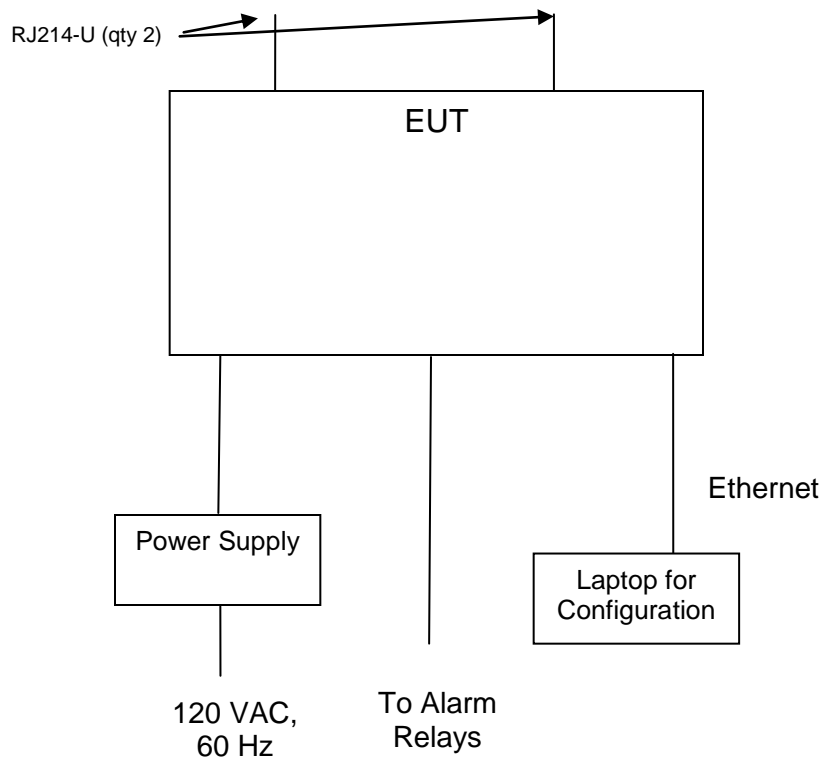 RJ214-U (qty 2)
EUT
Ethernet
Power Supply
Laptop for
Configuration
120 VAC,
60 Hz
To Alarm
Relays